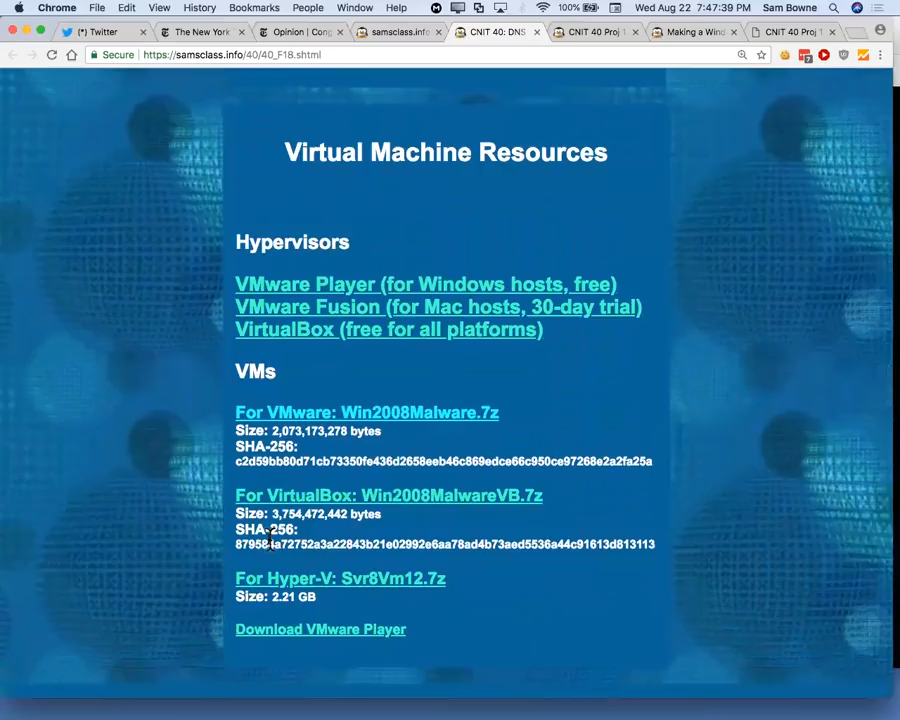 Chrome File Edit View History Bookmarks People Window Help 100% Wed Aug 22 7:47:39 PM Sam Bowne
(*) Twitter
The New York
Opinion | Cong
samsclass.info
CNIT 40: DNS
CNIT 40 Proj 1
Making a Wind
CNIT 40 Proj 1
Secure https://samsclass.info/40/40_F18.shtml
7
Virtual Machine Resources
Hypervisors
VMware Player (for Windows hosts, free)
VMware Fusion (for Mac hosts, 30-day trial)
VirtualBox (free for all platforms)
VMs
For VMware: Win2008Malware.7z
Size: 2,073,173,278 bytes
SHA-256:
c2d59bb80d71cb73350fe436d2658eeb46c869edce66c950ce97268e2a2fa25a
For VirtualBox: Win2008MalwareVB.7z
Size: 3,754,472,442 bytes
SHA-256:
For Hyper-V: Svr8Vm12.7z
Size: 2.21 GB
Download VMware Player